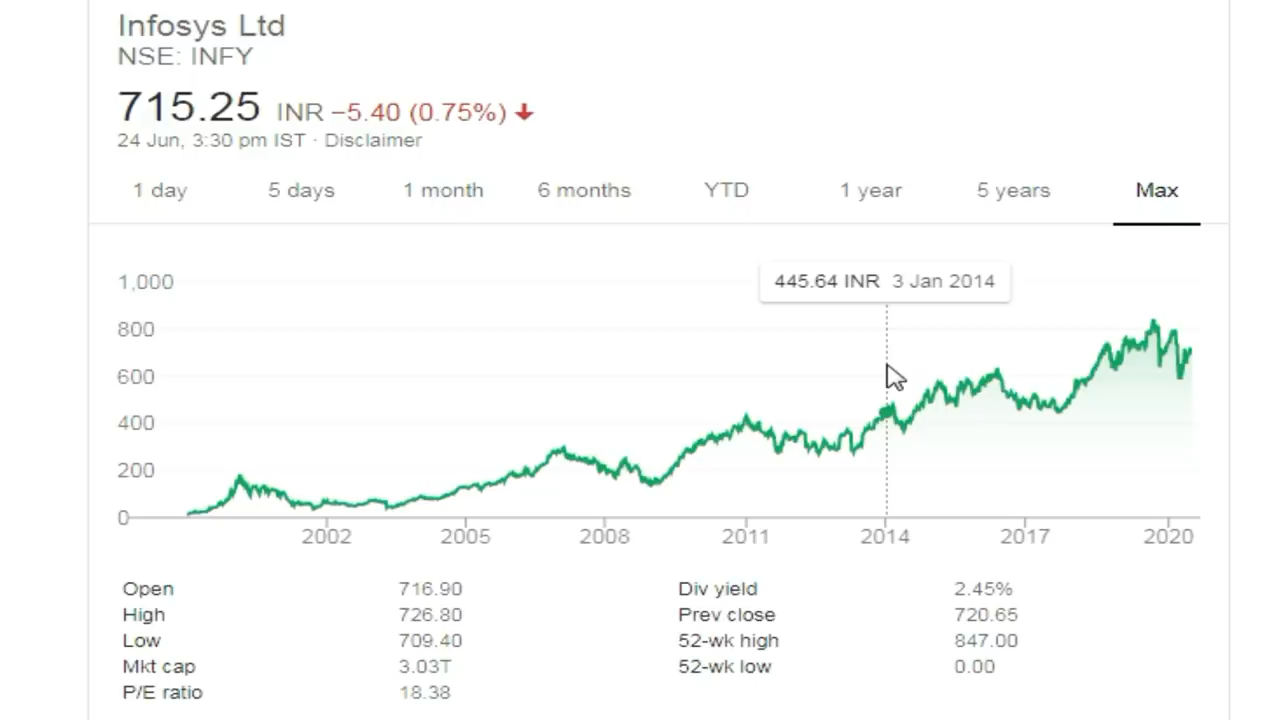 Infosys Ltd
NSE: INFY
715.25 INR −5.40 (0.75%) ↓
24 Jun, 3:30 pm IST · Disclaimer
1 day 5 days 1 month 6 months YTD 1 year 5 years Max
445.64 INR 3 Jan 2014
1,000
800
600
400
200
0
2002 2005 2008 2011 2014 2017 2020
Open 716.90 Div yield 2.45%
High 726.80 Prev close 720.65
Low 709.40 52-wk high 847.00
Mkt cap 3.03T 52-wk low 0.00
P/E ratio 18.38